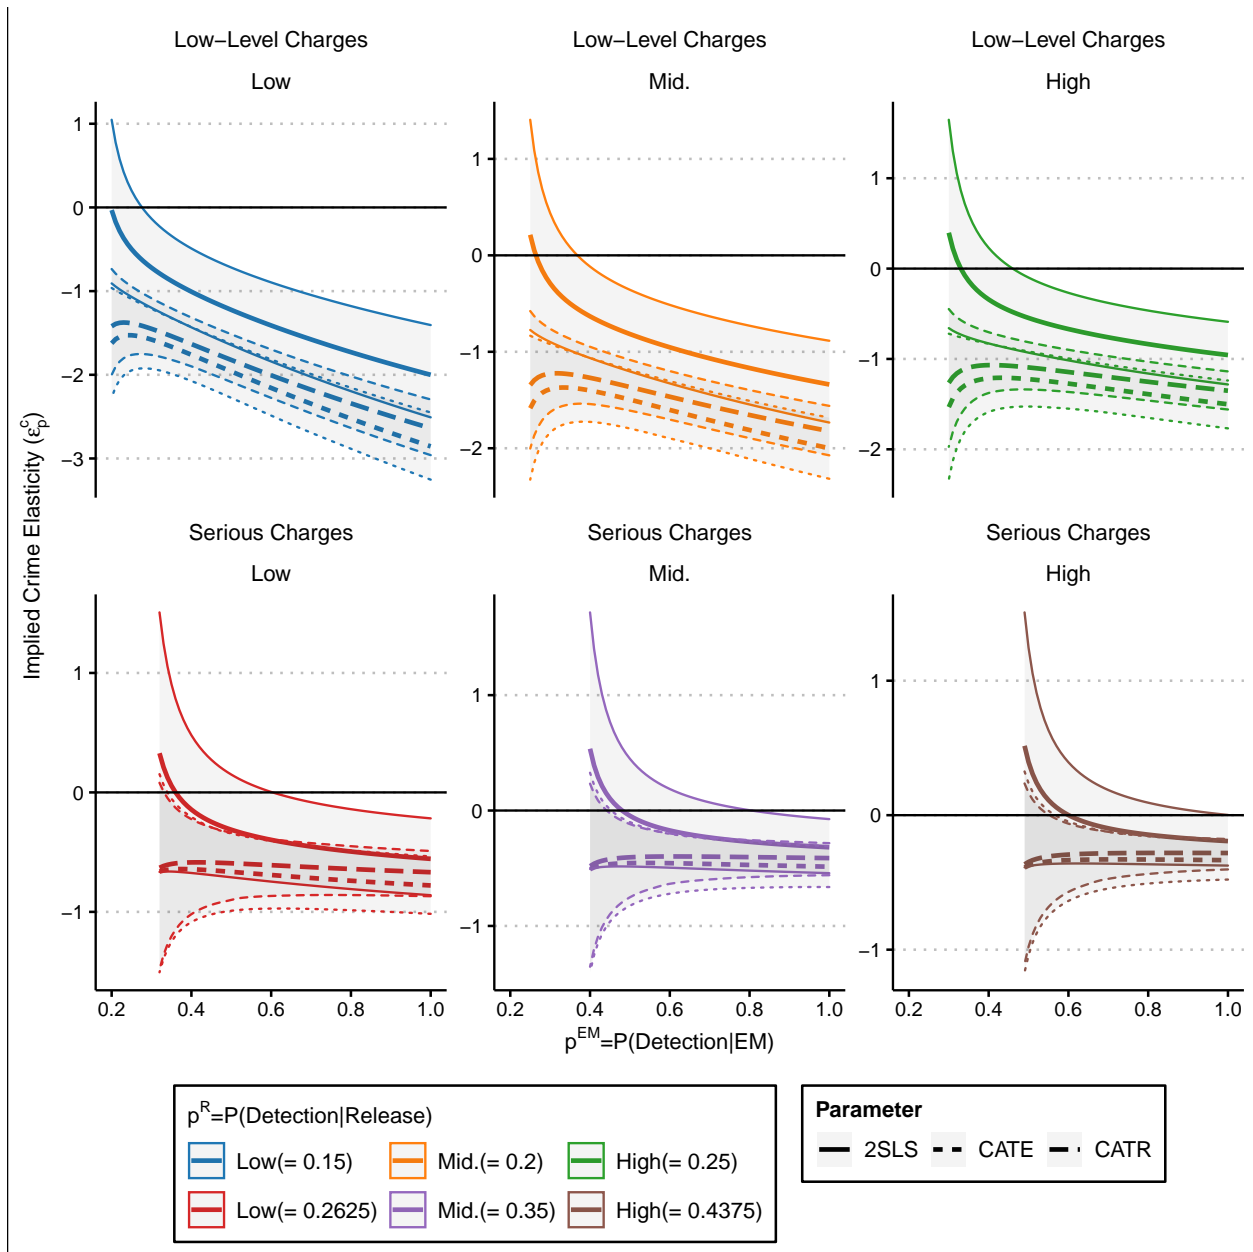 Low−Level Charges
Low
Low−Level Charges
Mid.
Low−Level Charges
High
1
0
−1
−2
−3
1
0
−1
−2
1
0
−1
−2
Implied Crime Elasticity (ε_p^c)
Serious Charges
Low
Serious Charges
Mid.
Serious Charges
High
1
0
−1
1
0
−1
1
0
−1
0.2 0.4 0.6 0.8 1.0
0.2 0.4 0.6 0.8 1.0
0.2 0.4 0.6 0.8 1.0
p^EM=P(Detection|EM)
p^R=P(Detection|Release)
Low(= 0.15) Mid.(= 0.2) High(= 0.25)
Low(= 0.2625) Mid.(= 0.35) High(= 0.4375)
Parameter
2SLS CATE CATR